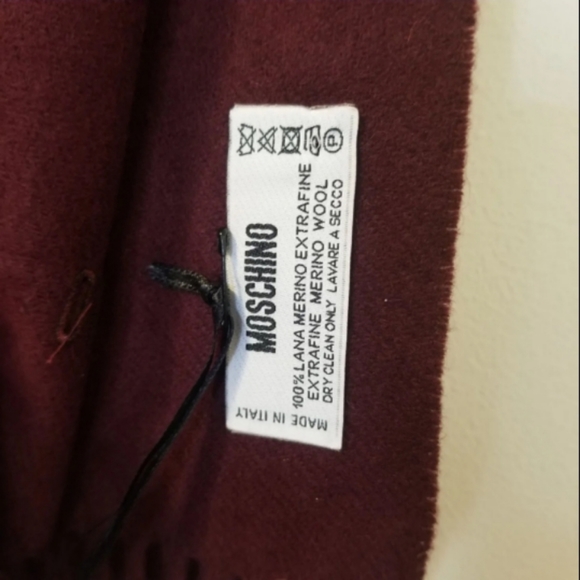 MOSCHINO
100% LANA MERINO EXTRAFINE
EXTRAFINE MERINO WOOL
DRY CLEAN ONLY LAVARE A SECCO
MADE IN ITALY